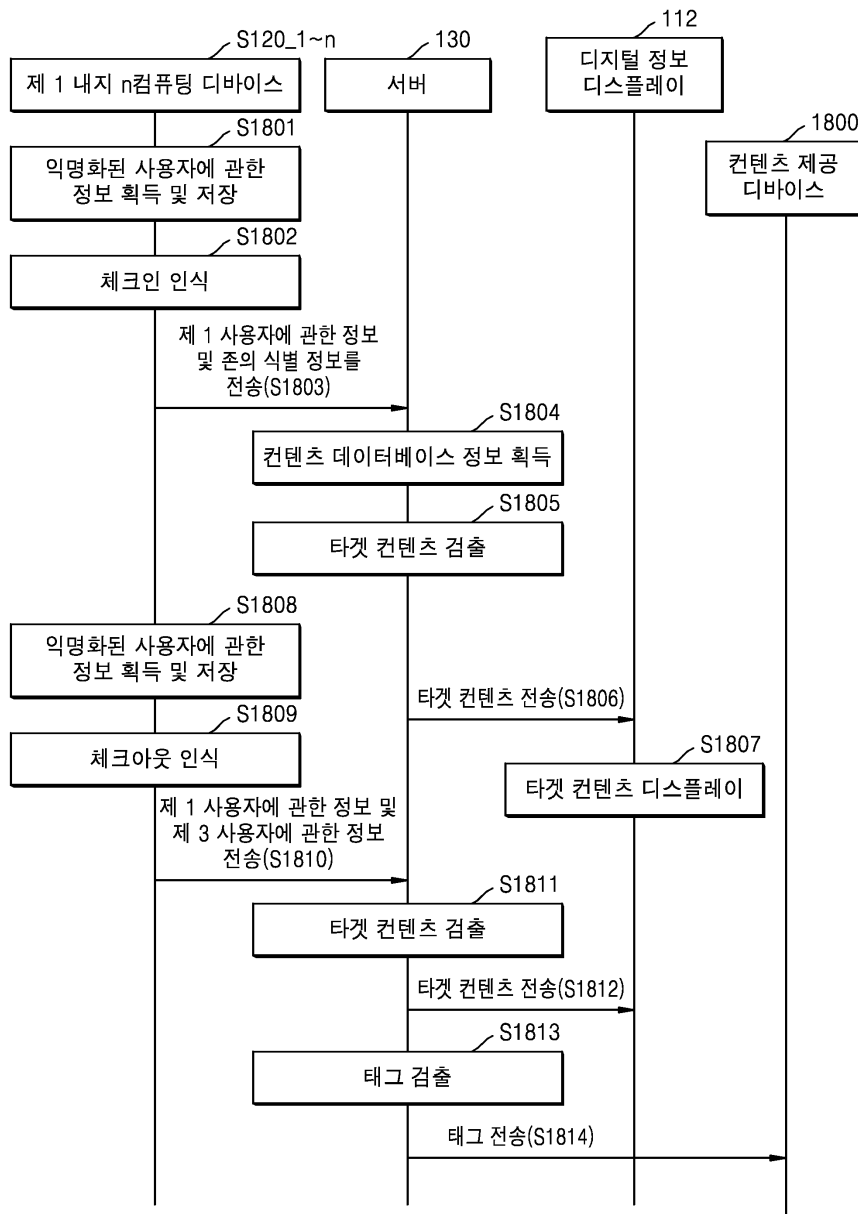 S120_1~n
제 1 내지 n컴퓨팅 디바이스
130
서버
112
디지털 정보
디스플레이
1800
컨텐츠 제공
디바이스
S1801
익명화된 사용자에 관한
정보 획득 및 저장
S1802
체크인 인식
제 1 사용자에 관한 정보
및 존의 식별 정보를
전송(S1803)
S1804
컨텐츠 데이터베이스 정보 획득
S1805
타겟 컨텐츠 검출
S1808
익명화된 사용자에 관한
정보 획득 및 저장
타겟 컨텐츠 전송(S1806)
S1809
체크아웃 인식
S1807
타겟 컨텐츠 디스플레이
제 1 사용자에 관한 정보 및
제 3 사용자에 관한 정보
전송(S1810)
S1811
타겟 컨텐츠 검출
타겟 컨텐츠 전송(S1812)
S1813
태그 검출
태그 전송(S1814)